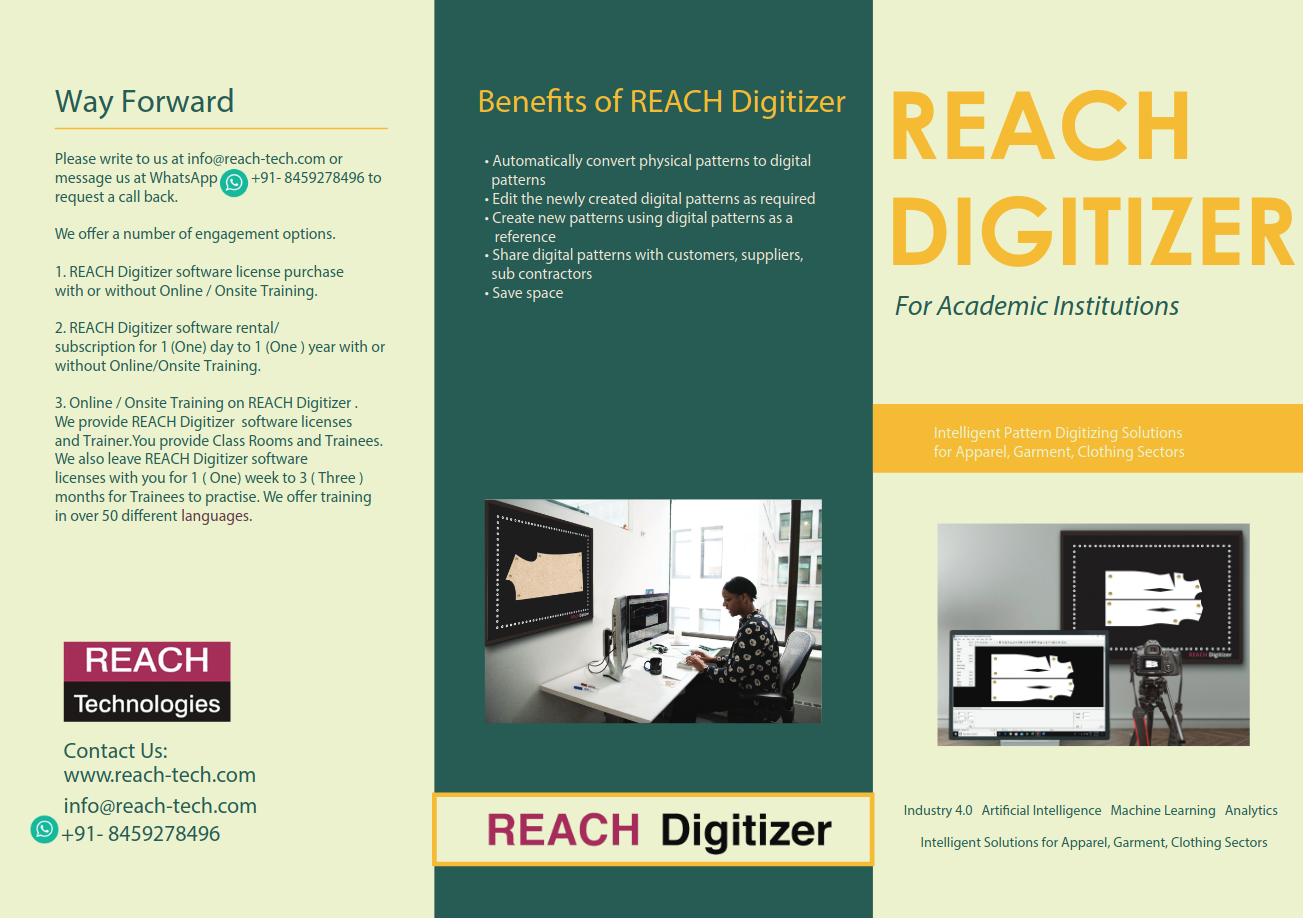 Way Forward
Please write to us at info@reach-tech.com or
message us at WhatsApp +91- 8459278496 to
request a call back.
We offer a number of engagement options.
1. REACH Digitizer software license purchase
with or without Online / Onsite Training.
2. REACH Digitizer software rental/
subscription for 1 (One) day to 1 (One ) year with or
without Online/Onsite Training.
3. Online / Onsite Training on REACH Digitizer .
We provide REACH Digitizer  software licenses
and Trainer.You provide Class Rooms and Trainees.
We also leave REACH Digitizer software
licenses with you for 1 ( One) week to 3 ( Three )
months for Trainees to practise. We offer training
in over 50 different languages.
REACH
Technologies
Contact Us:
www.reach-tech.com
info@reach-tech.com
+91- 8459278496
Benefits of REACH Digitizer
• Automatically convert physical patterns to digital
patterns
• Edit the newly created digital patterns as required
• Create new patterns using digital patterns as a
reference
• Share digital patterns with customers, suppliers,
sub contractors
• Save space
REACH Digitizer
REACH
DIGITIZER
For Academic Institutions
Intelligent Pattern Digitizing Solutions
for Apparel, Garment, Clothing Sectors
REACH Digitizer
Industry 4.0   Artificial Intelligence   Machine Learning   Analytics
Intelligent Solutions for Apparel, Garment, Clothing Sectors